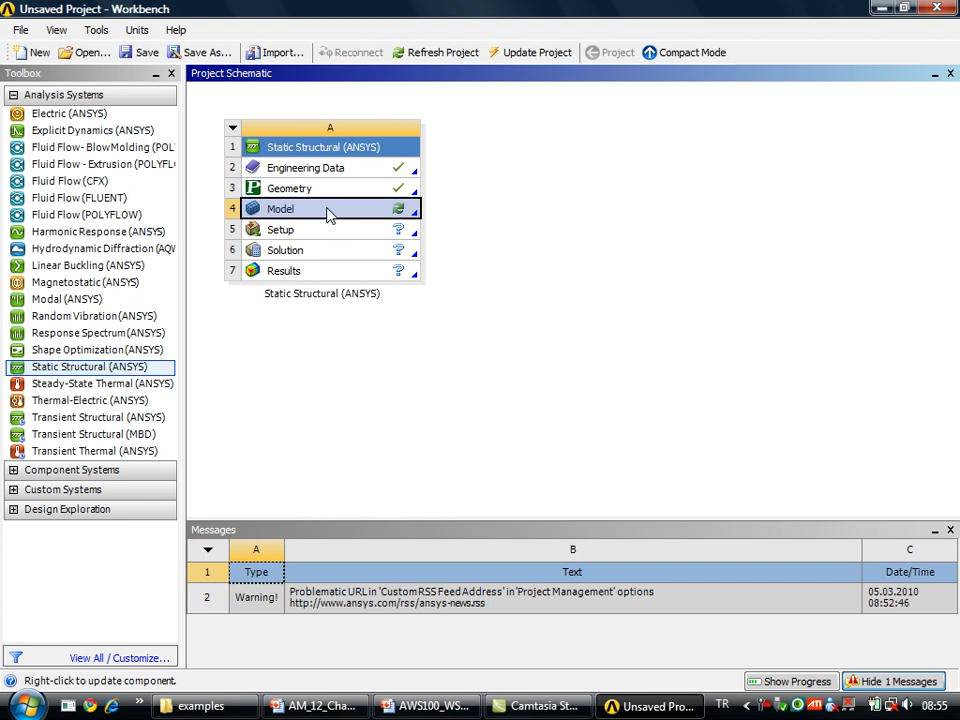 Unsaved Project - Workbench
File View Tools Units Help
New Open... Save Save As... Import... Reconnect Refresh Project Update Project Project Compact Mode
Toolbox
Project Schematic
Analysis Systems
Electric (ANSYS)
Explicit Dynamics (ANSYS)
Fluid Flow- BlowMolding (POL
Fluid Flow - Extrusion (POLYFL
Fluid Flow (CFX)
Fluid Flow (FLUENT)
Fluid Flow (POLYFLOW)
Harmonic Response (ANSYS)
Hydrodynamic Diffraction (AQW
Linear Buckling (ANSYS)
Magnetostatic (ANSYS)
Modal (ANSYS)
Random Vibration (ANSYS)
Response Spectrum (ANSYS)
Shape Optimization (ANSYS)
Static Structural (ANSYS)
Steady-State Thermal (ANSYS)
Thermal-Electric (ANSYS)
Transient Structural (ANSYS)
Transient Structural (MBD)
Transient Thermal (ANSYS)
Component Systems
Custom Systems
Design Exploration
View All / Customize...
A
1 Static Structural (ANSYS)
2 Engineering Data
3 Geometry
4 Model
5 Setup ?
6 Solution ?
7 Results ?
Static Structural (ANSYS)
Messages
A B C
1 Type Text Date/Time
2 Warning! Problematic URL in 'Custom RSS Feed Address' in 'Project Management' options
http://www.ansys.com/rss/ansys-news.rss
05.03.2010
08:52:46
Right-click to update component.
Show Progress Hide 1 Messages
examples AM_12_Cha... AWS100_WS... Camtasia St... Unsaved Pro... TR 08:55